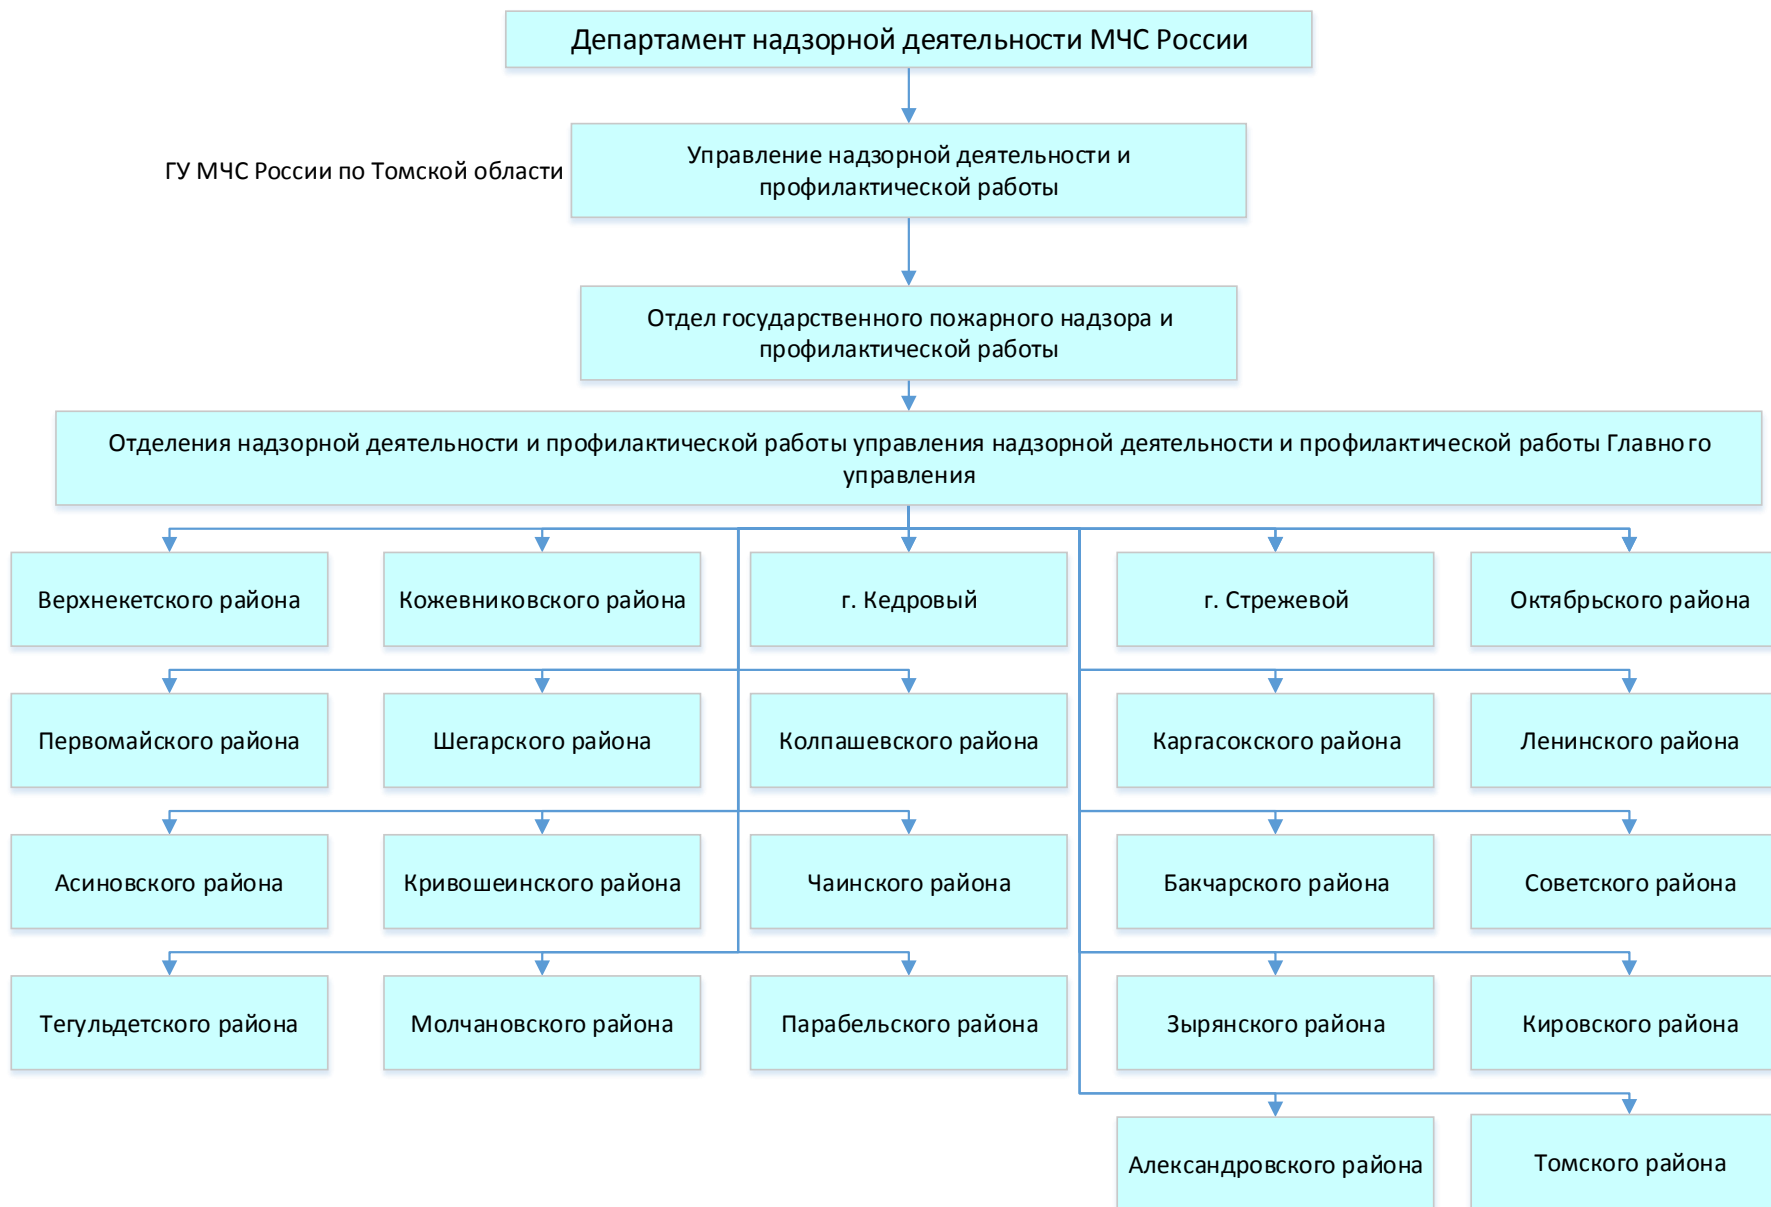 Департамент надзорной деятельности МЧС России
ГУ МЧС России по Томской области
Управление надзорной деятельности и
профилактической работы
Отдел государственного пожарного надзора и
профилактической работы
Отделения надзорной деятельности и профилактической работы управления надзорной деятельности и профилактической работы Главного
управления
Верхнекетского района
Кожевниковского района
г. Кедровый
г. Стрежевой
Октябрьского района
Первомайского района
Шегарского района
Колпашевского района
Каргасокского района
Ленинского района
Асиновского района
Кривошеинского района
Чаинского района
Бакчарского района
Советского района
Тегульдетского района
Молчановского района
Парабельского района
Зырянского района
Кировского района
Александровского района
Томского района